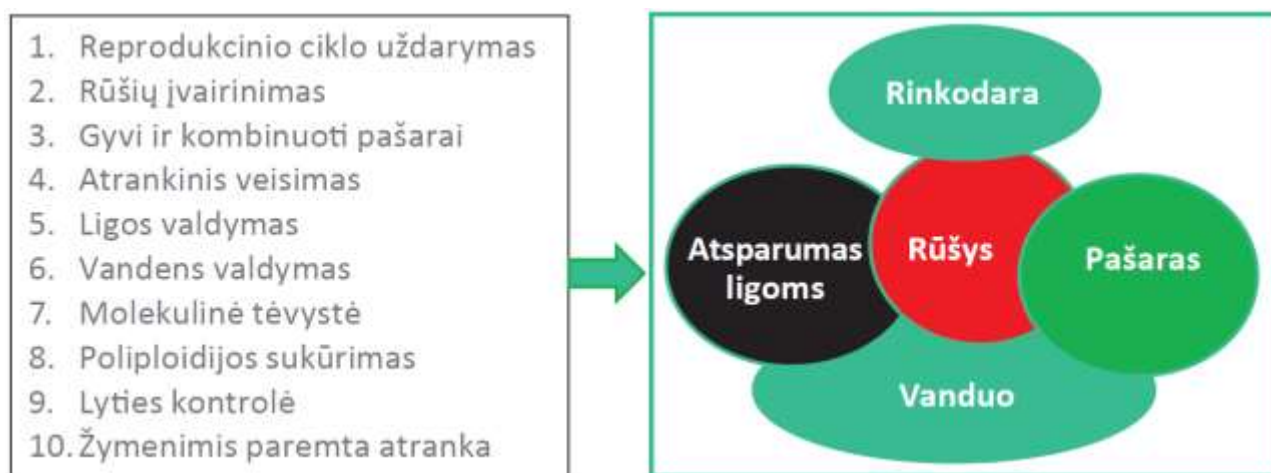 1. Reprodukcinio ciklo uždarymas
2. Rūšių įvairinimas
3. Gyvi ir kombinuoti pašarai
4. Atrankinis veisimas
5. Ligos valdymas
6. Vandens valdymas
7. Molekulinė tėvystė
8. Poliploidijos sukūrimas
9. Lyties kontrolė
10. Žymenimis paremta atranka
Rinkodara
Atsparumas
ligoms
Rūšys
Pašaras
Vanduo